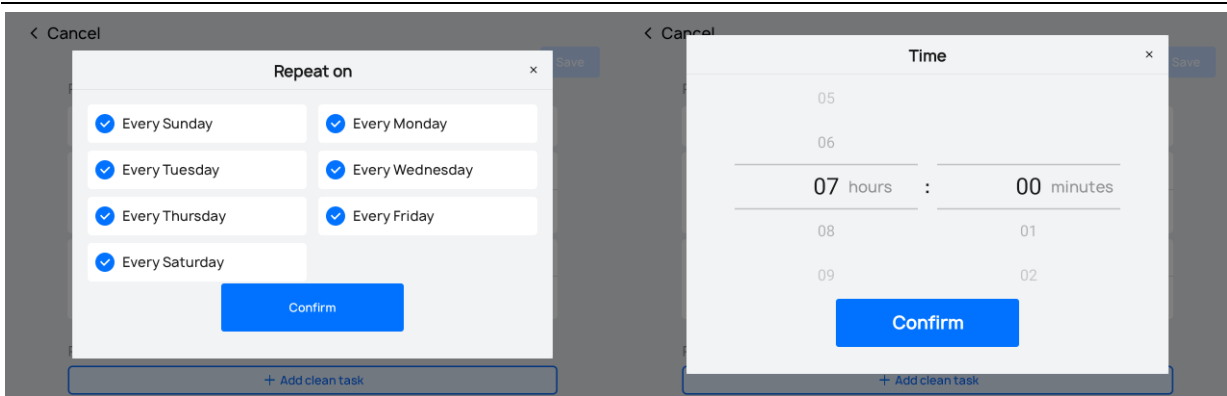 < Cancel
Save
Repeat on
×
Every Sunday
Every Monday
Every Tuesday
Every Wednesday
Every Thursday
Every Friday
Every Saturday
Confirm
+ Add clean task
< Cancel
Save
Time
×
05
06
07 hours : 00 minutes
08 01
09 02
Confirm
+ Add clean task